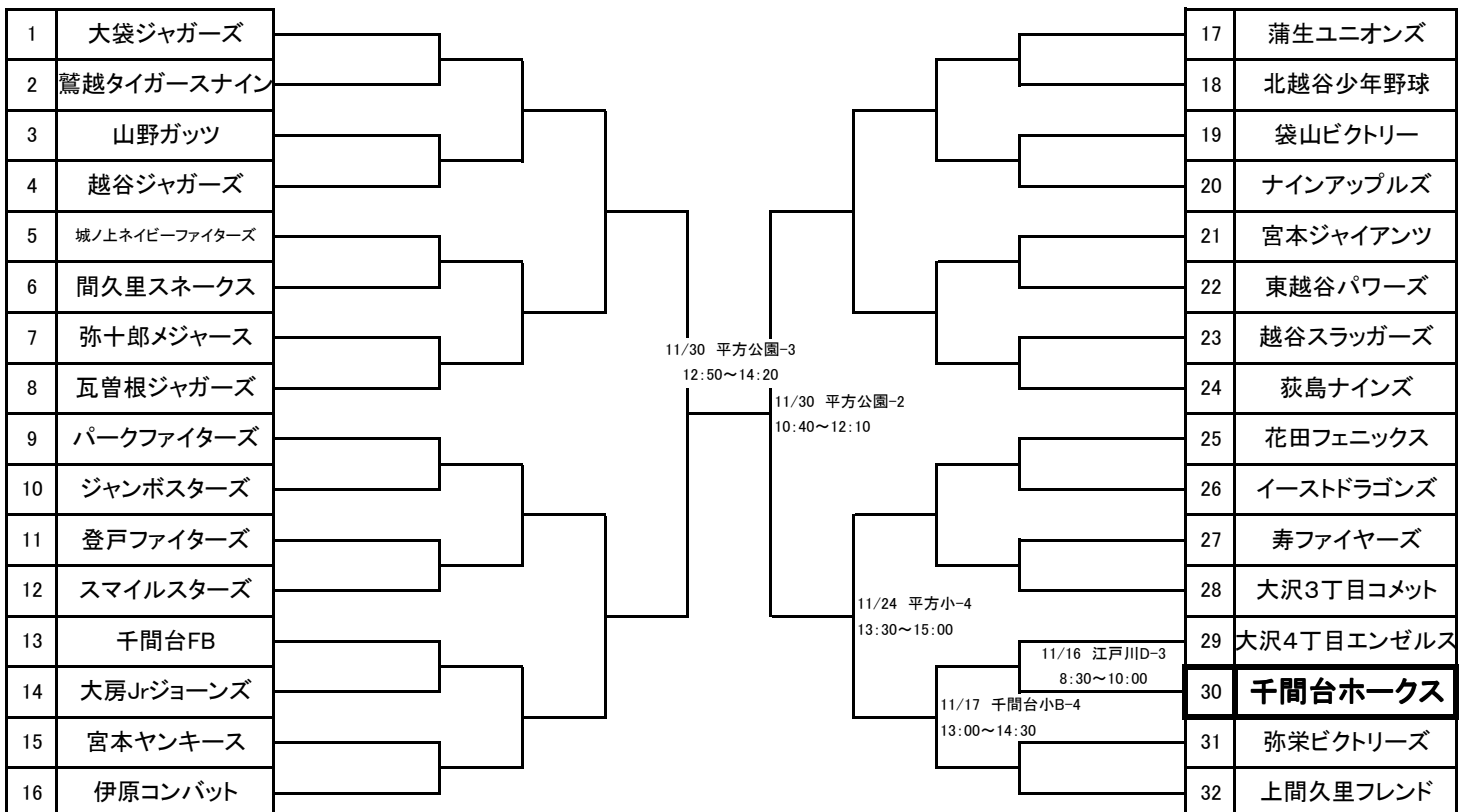 1 大袋ジャガーズ
2 鷲越タイガースナイン
3 山野ガッツ
4 越谷ジャガーズ
5 城ノ上ネイビーファイターズ
6 間久里スネークス
7 弥十郎メジャース
8 瓦曽根ジャガーズ
9 パークファイターズ
10 ジャンボスターズ
11 登戸ファイターズ
12 スマイルスターズ
13 千間台FB
14 大房Jrジョーンズ
15 宮本ヤンキース
16 伊原コンバット
11/30 平方公園-3
12:50～14:20
11/30 平方公園-2
10:40～12:10
11/24 平方小-4
13:30～15:00
11/17 千間台小B-4
13:00～14:30
11/16 江戸川D-3
8:30～10:00
17 蒲生ユニオンズ
18 北越谷少年野球
19 袋山ビクトリー
20 ナインアップルズ
21 宮本ジャイアンツ
22 東越谷パワーズ
23 越谷スラッガーズ
24 荻島ナインズ
25 花田フェニックス
26 イーストドラゴンズ
27 寿ファイヤーズ
28 大沢3丁目コメット
29 大沢4丁目エンゼルス
30 千間台ホークス
31 弥栄ビクトリーズ
32 上間久里フレンド